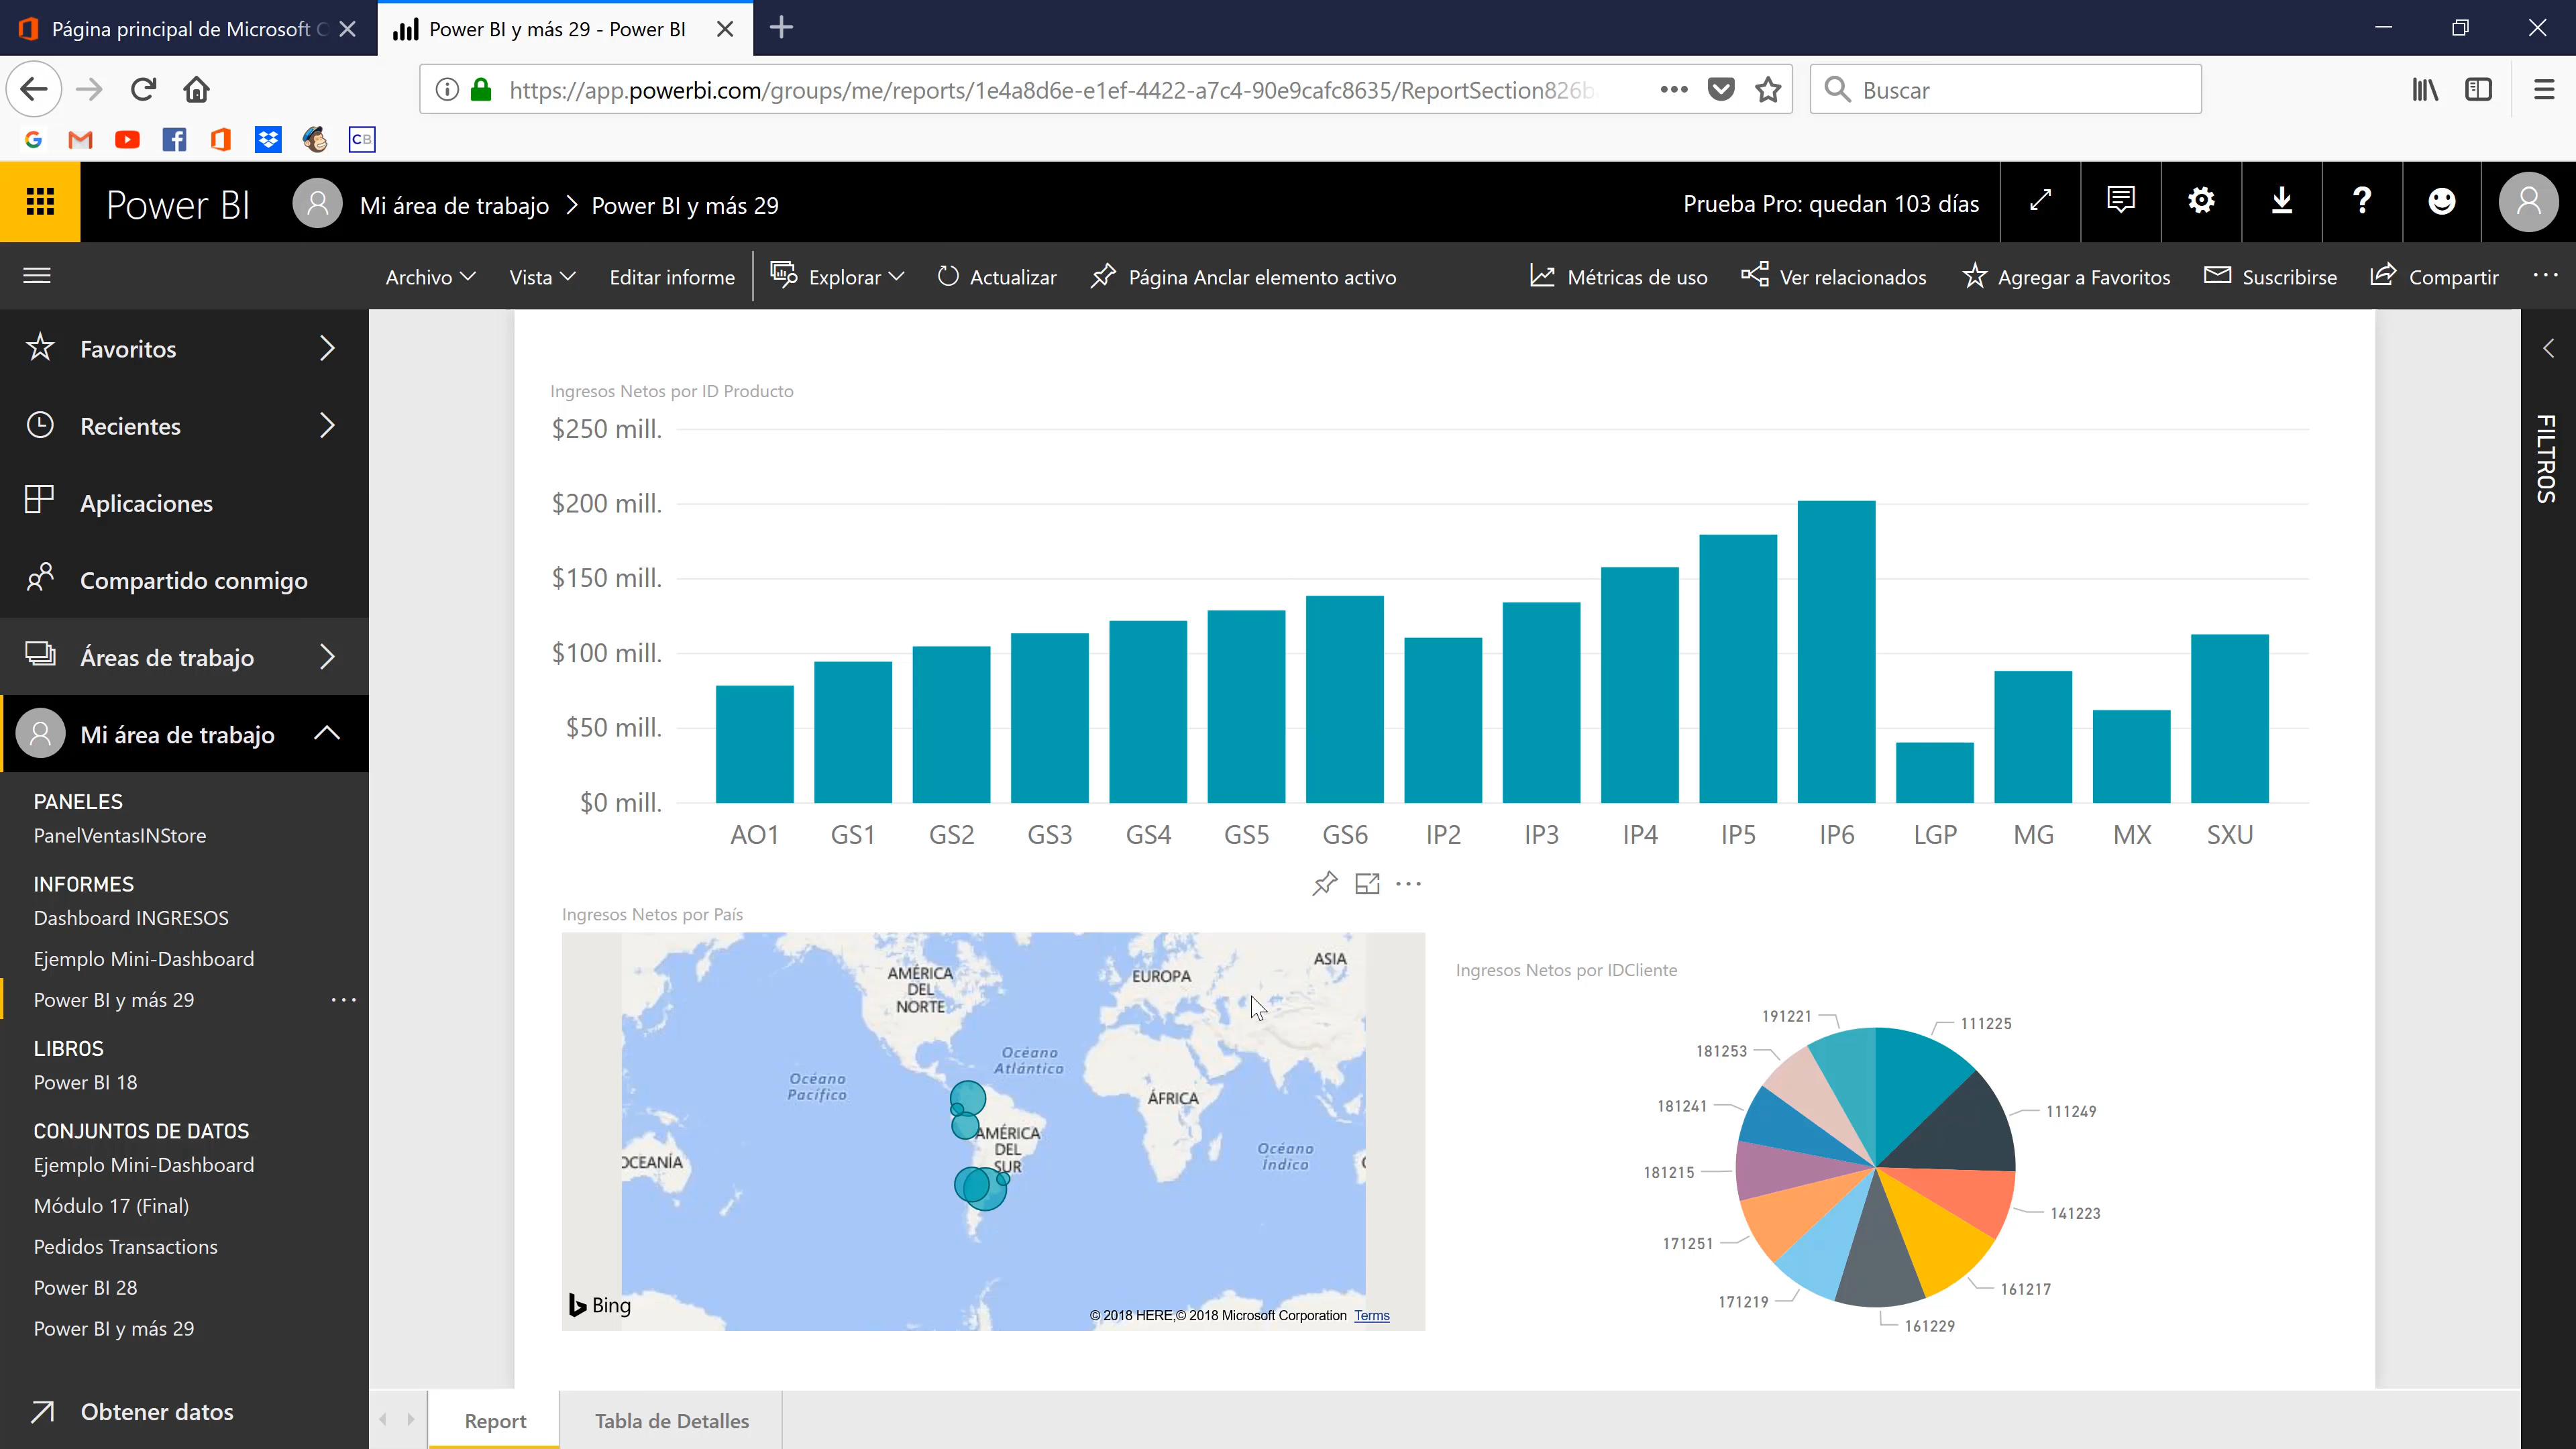 Página principal de Microsoft
Power BI y más 29 - Power BI
https://app.powerbi.com/groups/me/reports/1e4a8d6e-e1ef-4422-a7c4-90e9cafc8635/ReportSection826b
Buscar
CB
Power BI
Mi área de trabajo > Power BI y más 29
Prueba Pro: quedan 103 días
Archivo
Vista
Editar informe
Explorar
Actualizar
Página Anclar elemento activo
Métricas de uso
Ver relacionados
Agregar a Favoritos
Suscribirse
Compartir
Favoritos
Recientes
Aplicaciones
Compartido conmigo
Áreas de trabajo
Mi área de trabajo
PANELES
PanelVentasINStore
INFORMES
Dashboard INGRESOS
Ejemplo Mini-Dashboard
Power BI y más 29
LIBROS
Power BI 18
CONJUNTOS DE DATOS
Ejemplo Mini-Dashboard
Módulo 17 (Final)
Pedidos Transactions
Power BI 28
Power BI y más 29
Obtener datos
Ingresos Netos por ID Producto
$250 mill.
$200 mill.
$150 mill.
$100 mill.
$50 mill.
$0 mill.
AO1 GS1 GS2 GS3 GS4 GS5 GS6 IP2 IP3 IP4 IP5 IP6 LGP MG MX SXU
Ingresos Netos por País
AMÉRICA
DEL
NORTE
EUROPA
ASIA
Océano
Atlántico
Océano
Pacífico
ÁFRICA
AMÉRICA
DEL
SUR
Océano
Índico
OCEANÍA
Bing
© 2018 HERE,© 2018 Microsoft Corporation Terms
Ingresos Netos por IDCliente
191221
111225
181253
181241
111249
181215
141223
171251
161217
171219
161229
FILTROS
Report
Tabla de Detalles